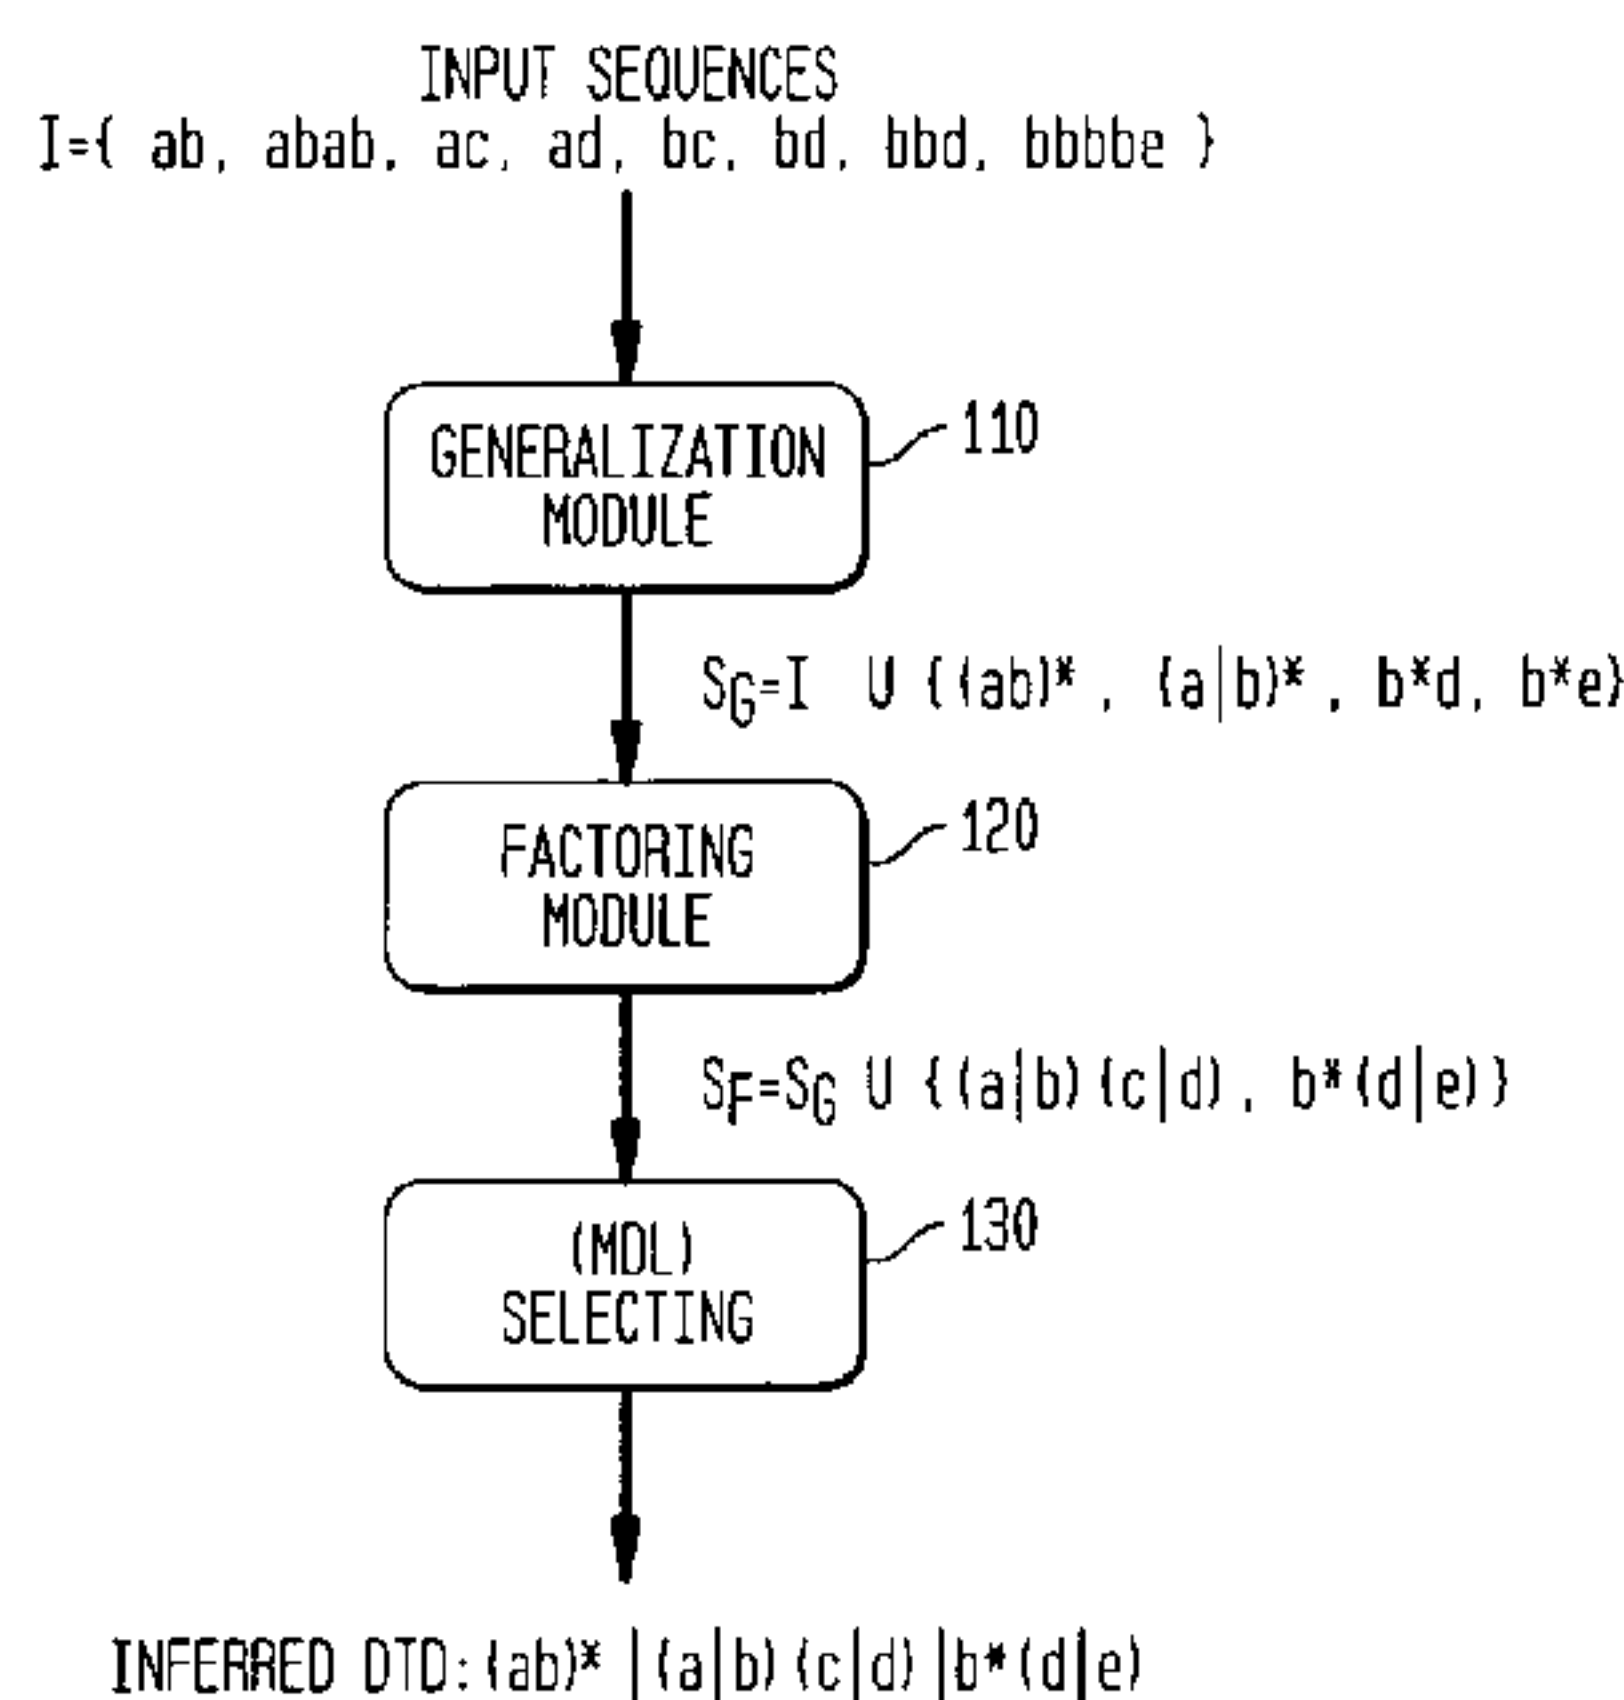 INPUT SEQUENCES
I={ ab, abab, ac, ad, bc, bd, bbd, bbbbe }
GENERALIZATION
MODULE
110
SG=I U {(ab)*, (a|b)*, b*d, b*e}
FACTORING
MODULE
120
SF=SG U {(a|b)(c|d), b*(d|e)}
(MDL)
SELECTING
130
INFERRED DTD:(ab)* |(a|b)(c|d)|b*(d|e)